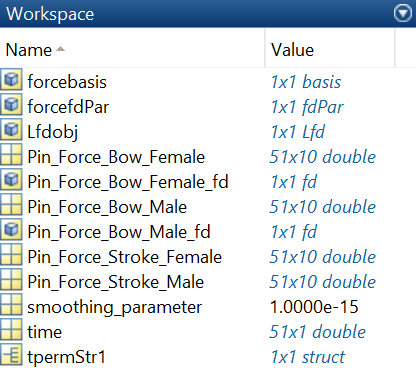 Workspace
Name Value
forcebasis 1x1 basis
forcefdPar 1x1 fdPar
Lfdobj 1x1 Lfd
Pin_Force_Bow_Female 51x10 double
Pin_Force_Bow_Female_fd 1x1 fd
Pin_Force_Bow_Male 51x10 double
Pin_Force_Bow_Male_fd 1x1 fd
Pin_Force_Stroke_Female 51x10 double
Pin_Force_Stroke_Male 51x10 double
smoothing_parameter 1.0000e-15
time 51x1 double
tpermStr1 1x1 struct